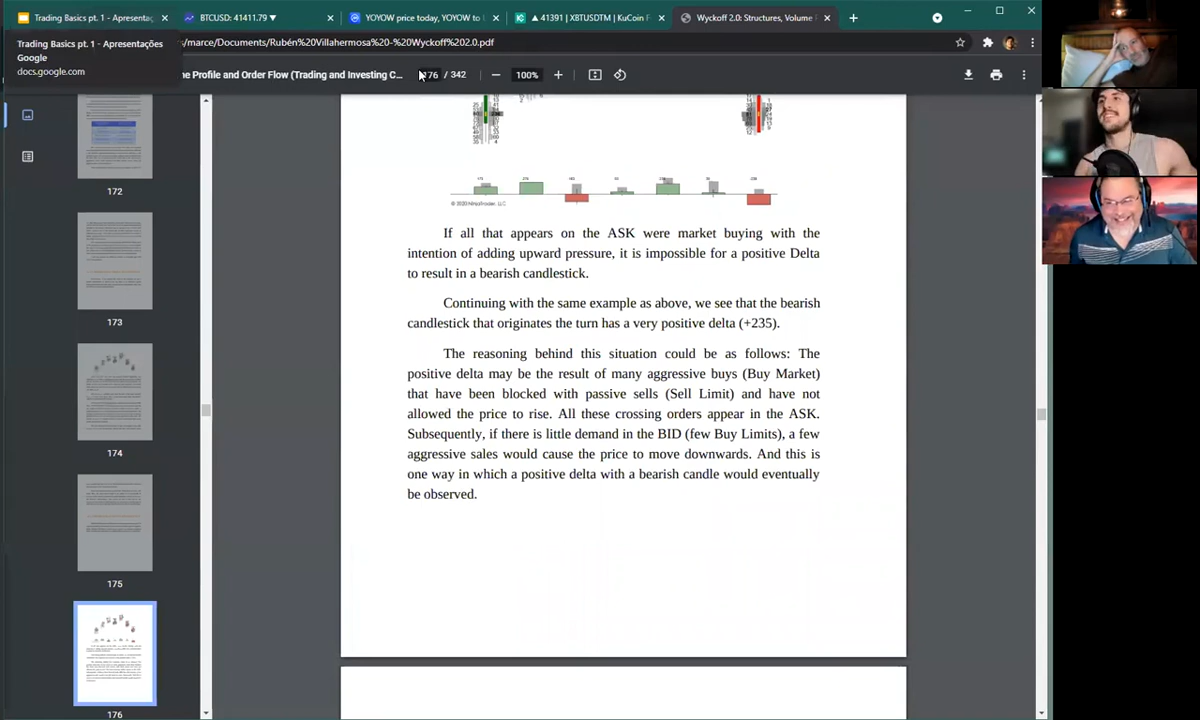 Trading Basics pt. 1 - Apresentaç
BTCUSD: 41411.79 ▾
YOYOW price today, YOYOW to
▲ 41391 | XBTUSDTM | KuCoin F
Wyckoff 2.0: Structures, Volume
Trading Basics pt. 1 - Apresentações
Google
docs.google.com
s/marce/Documents/Rubén%20Villahermosa%20-%20Wyckoff%202.0.pdf
ne Profile and Order Flow (Trading and Investing C...
176 / 342
100%
© 2020 NinjaTrader, LLC
If all that appears on the ASK were market buying with the
intention of adding upward pressure, it is impossible for a positive Delta
to result in a bearish candlestick.
Continuing with the same example as above, we see that the bearish
candlestick that originates the turn has a very positive delta (+235).
The reasoning behind this situation could be as follows: The
positive delta may be the result of many aggressive buys (Buy Market)
that have been blocked with passive sells (Sell Limit) and have not
allowed the price to rise. All these crossing orders appear in the ASK.
Subsequently, if there is little demand in the BID (few Buy Limits), a few
aggressive sales would cause the price to move downwards. And this is
one way in which a positive delta with a bearish candle would eventually
be observed.
172
173
174
175
176